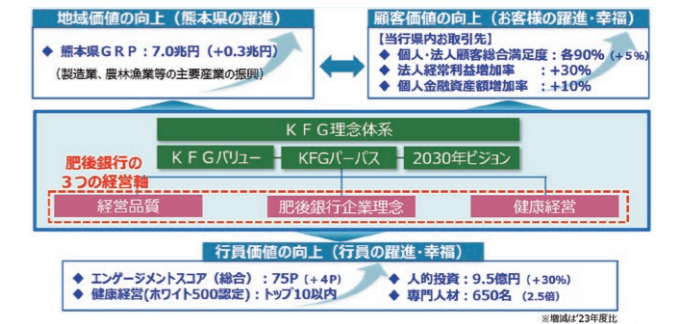 地域価値の向上（熊本県の躍進）
◆ 熊本県ＧＲＰ：7.0兆円（+0.3兆円）
（製造業、農林漁業等の主要産業の振興）
顧客価値の向上（お客様の躍進・幸福）
【当行県内お取引先】
◆ 個人・法人顧客総合満足度：各90%（+５%）
◆ 法人経常利益増加率　：+30%
◆ 個人金融資産額増加率　：+10%
ＫＦＧ理念体系
ＫＦＧバリュー
KFGパーパス
2030年ビジョン
肥後銀行の
３つの経営軸
経営品質
肥後銀行企業理念
健康経営
行員価値の向上（行員の躍進・幸福）
◆ エンゲージメントスコア（総合）：75P（+４P）
◆ 健康経営(ホワイト500認定)：トップ10以内
◆ 人的投資：9.5億円（+30%）
◆ 専門人材：650名（2.5倍）
※増減は'23年度比